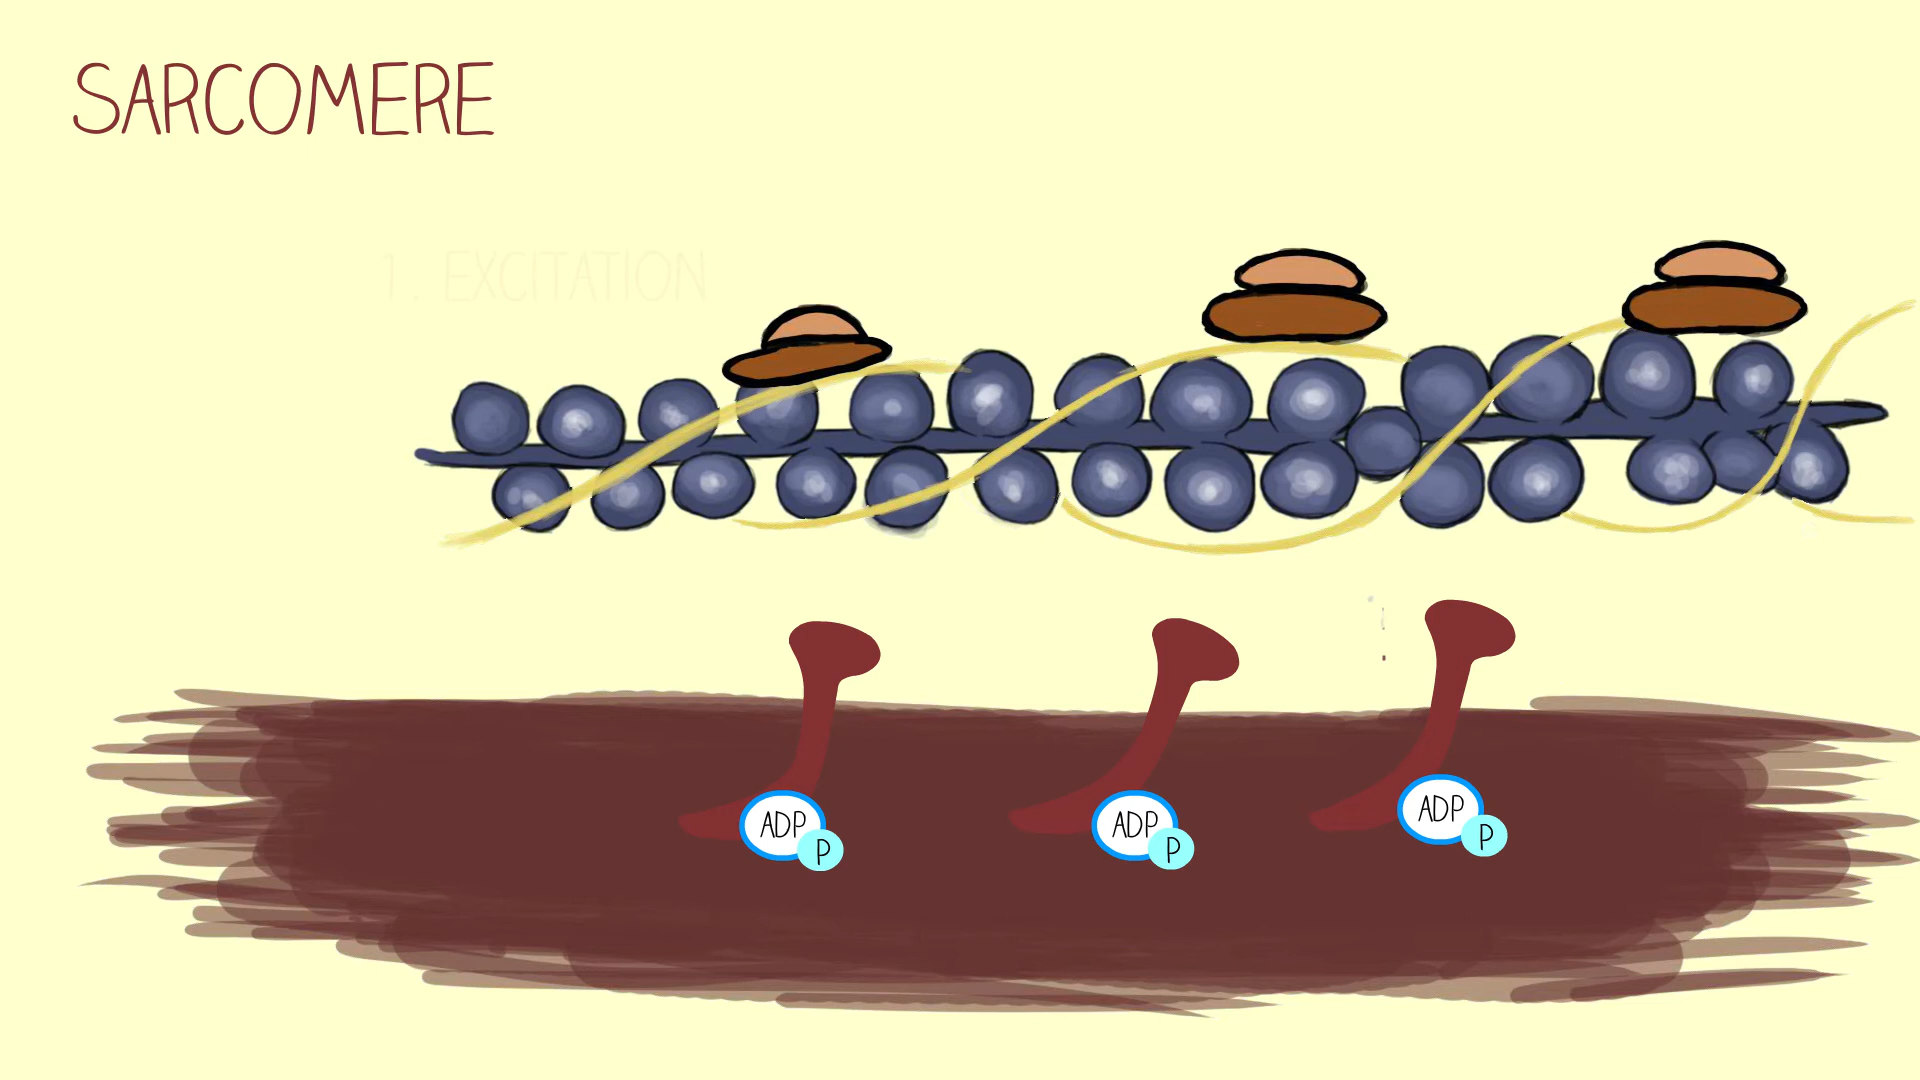 SARCOMERE
1. EXCITATION
ADP
P
ADP
P
ADP
P